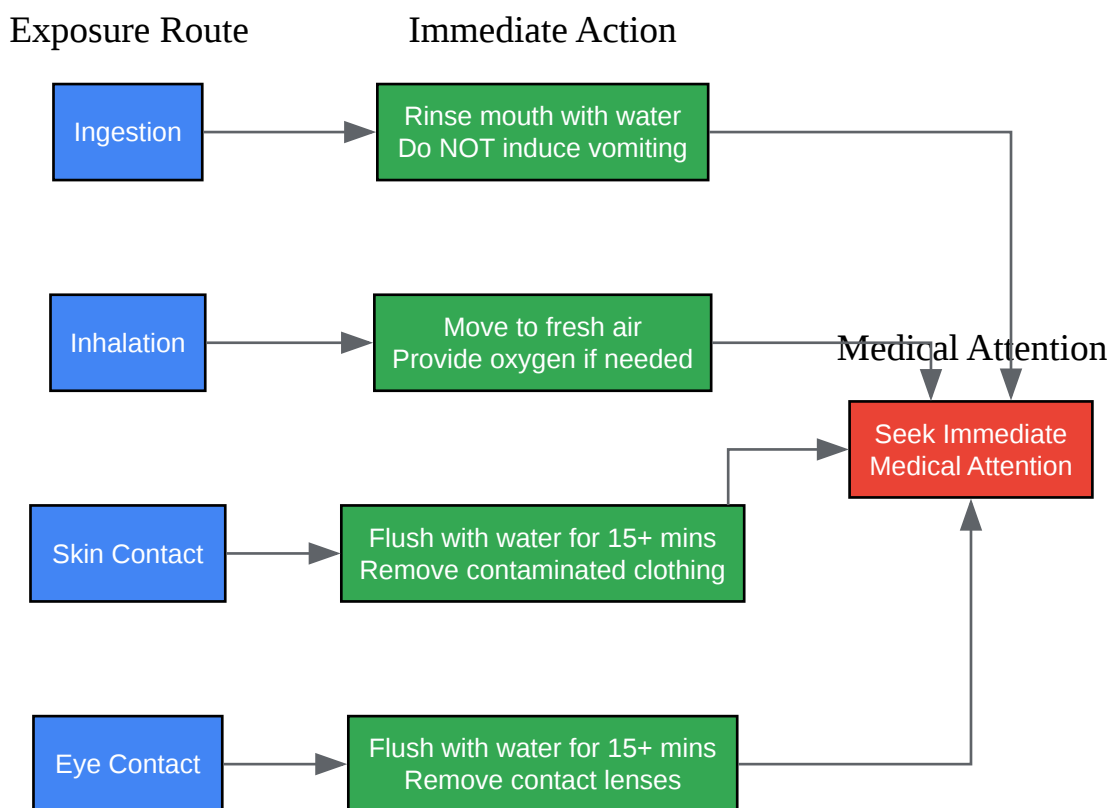 Exposure Route
Immediate Action
Ingestion
Rinse mouth with water
Do NOT induce vomiting
Inhalation
Move to fresh air
Provide oxygen if needed
Medical Attention
Seek Immediate
Medical Attention
Skin Contact
Flush with water for 15+ mins
Remove contaminated clothing
Eye Contact
Flush with water for 15+ mins
Remove contact lenses